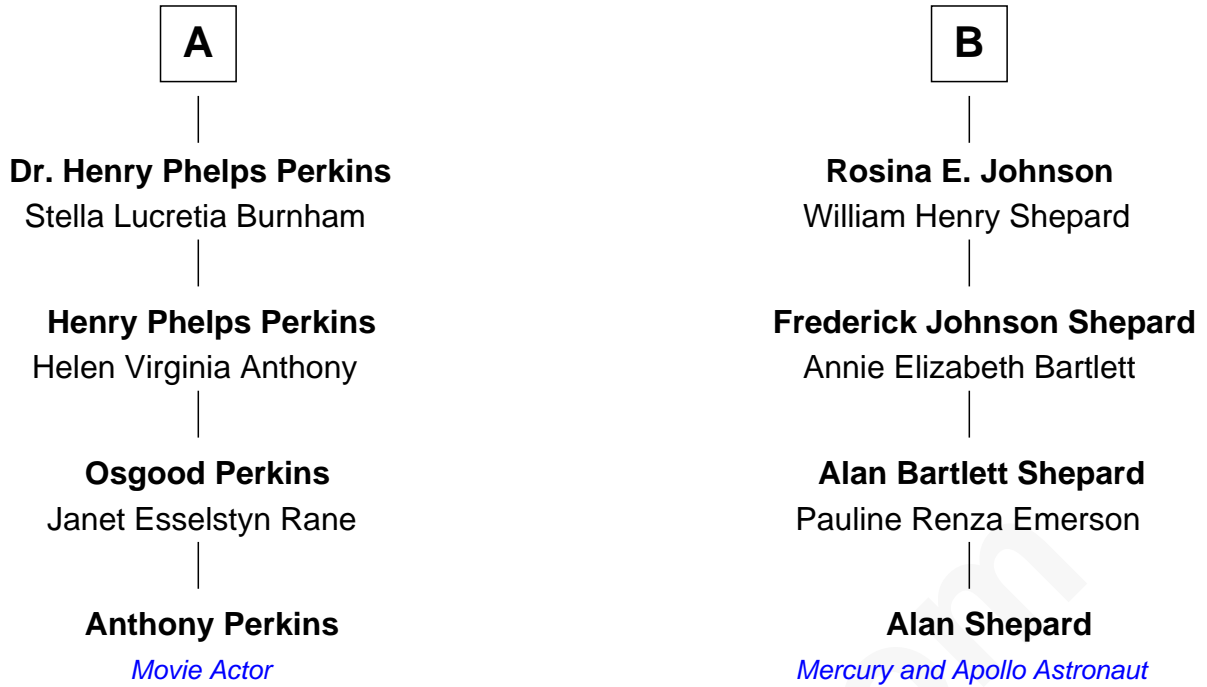 A
Dr. Henry Phelps Perkins
Stella Lucretia Burnham
Henry Phelps Perkins
Helen Virginia Anthony
Osgood Perkins
Janet Esselstyn Rane
Anthony Perkins
Movie Actor
B
Rosina E. Johnson
William Henry Shepard
Frederick Johnson Shepard
Annie Elizabeth Bartlett
Alan Bartlett Shepard
Pauline Renza Emerson
Alan Shepard
Mercury and Apollo Astronaut